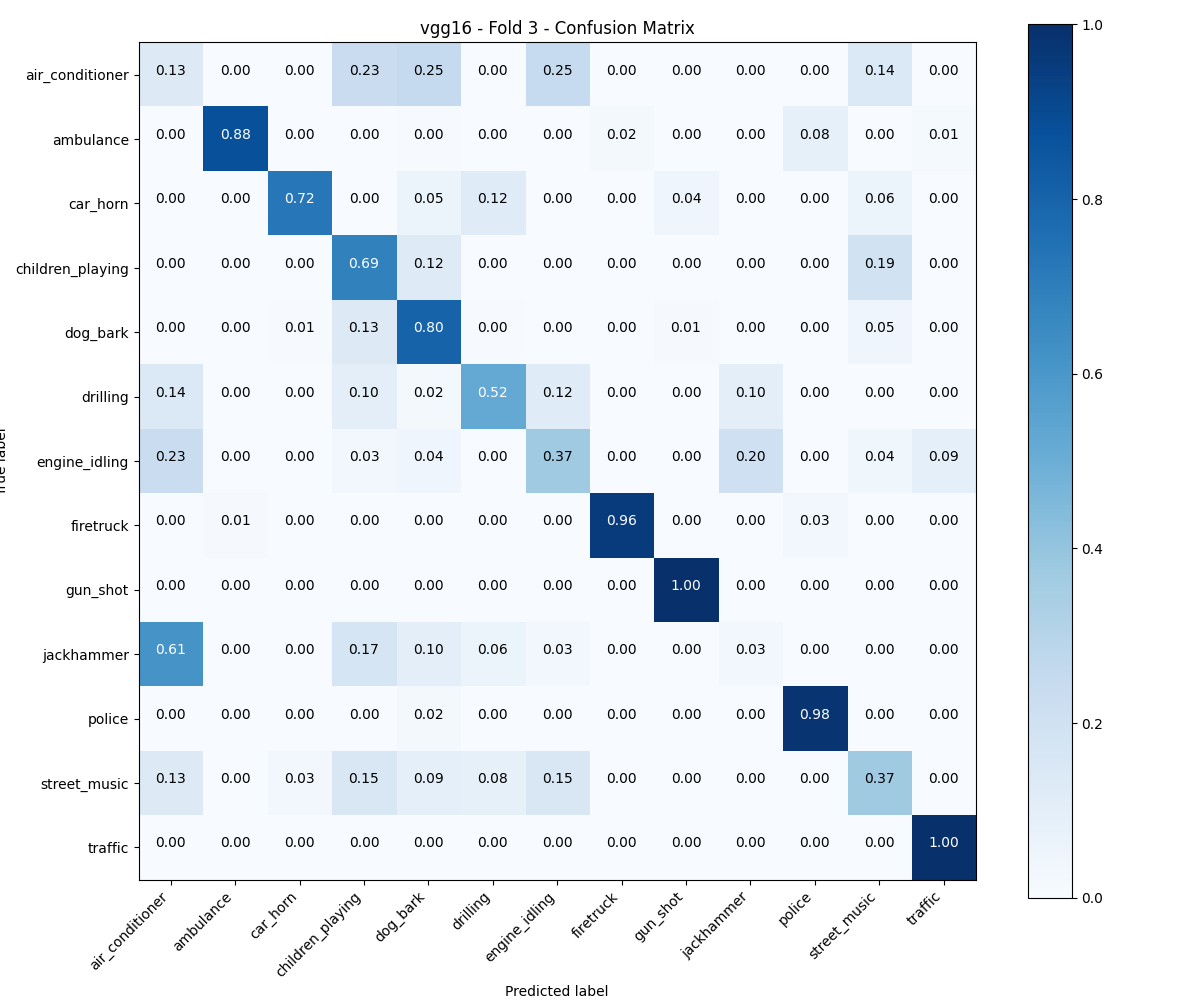 vgg16 - Fold 3 - Confusion Matrix
air_conditioner 0.13 0.00 0.00 0.23 0.25 0.00 0.25 0.00 0.00 0.00 0.00 0.14 0.00
ambulance 0.00 0.88 0.00 0.00 0.00 0.00 0.00 0.02 0.00 0.00 0.08 0.00 0.01
car_horn 0.00 0.00 0.72 0.00 0.05 0.12 0.00 0.00 0.04 0.00 0.00 0.06 0.00
children_playing 0.00 0.00 0.00 0.69 0.12 0.00 0.00 0.00 0.00 0.00 0.00 0.19 0.00
dog_bark 0.00 0.00 0.01 0.13 0.80 0.00 0.00 0.00 0.01 0.00 0.00 0.05 0.00
drilling 0.14 0.00 0.00 0.10 0.02 0.52 0.12 0.00 0.00 0.10 0.00 0.00 0.00
engine_idling 0.23 0.00 0.00 0.03 0.04 0.00 0.37 0.00 0.00 0.20 0.00 0.04 0.09
firetruck 0.00 0.01 0.00 0.00 0.00 0.00 0.00 0.96 0.00 0.00 0.03 0.00 0.00
gun_shot 0.00 0.00 0.00 0.00 0.00 0.00 0.00 0.00 1.00 0.00 0.00 0.00 0.00
jackhammer 0.61 0.00 0.00 0.17 0.10 0.06 0.03 0.00 0.00 0.03 0.00 0.00 0.00
police 0.00 0.00 0.00 0.00 0.02 0.00 0.00 0.00 0.00 0.00 0.98 0.00 0.00
street_music 0.13 0.00 0.03 0.15 0.09 0.08 0.15 0.00 0.00 0.00 0.00 0.37 0.00
traffic 0.00 0.00 0.00 0.00 0.00 0.00 0.00 0.00 0.00 0.00 0.00 0.00 1.00
air_conditioner ambulance car_horn children_playing dog_bark drilling engine_idling firetruck gun_shot jackhammer police street_music traffic
Predicted label
label
1.0
0.8
0.6
0.4
0.2
0.0